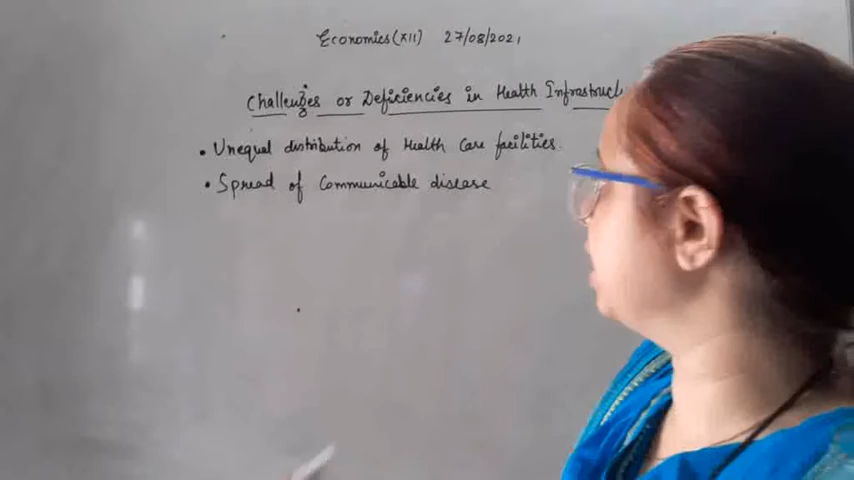 Economics(XII) 27/08/2021
Challenges or Deficiencies in Health Infrastruct
• Unequal distribution of Health Care facilities.
• Spread of Communicable disease